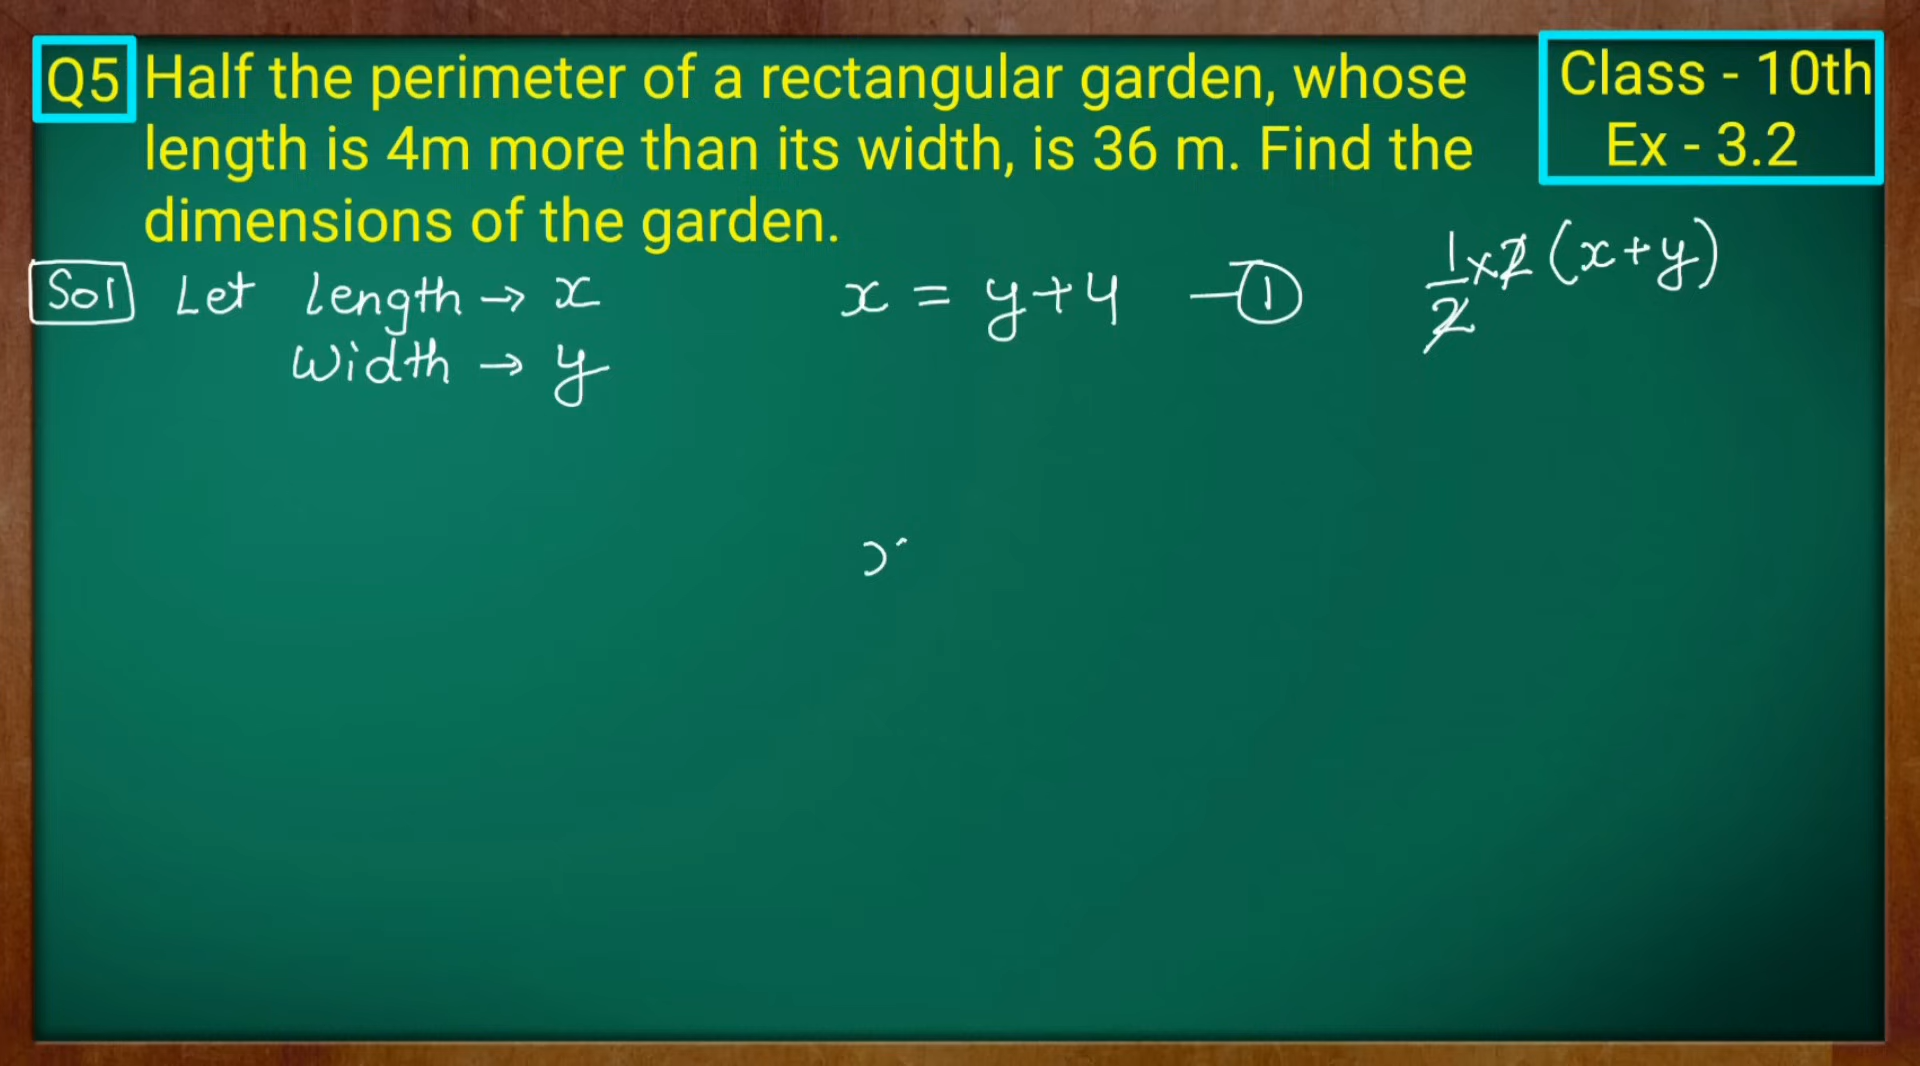 Q5 Half the perimeter of a rectangular garden, whose
length is 4m more than its width, is 36 m. Find the
dimensions of the garden.
Class - 10th
Ex - 3.2
Sol Let length → x
width → y
x = y+4 —①
1/2 x 2 (x+y)